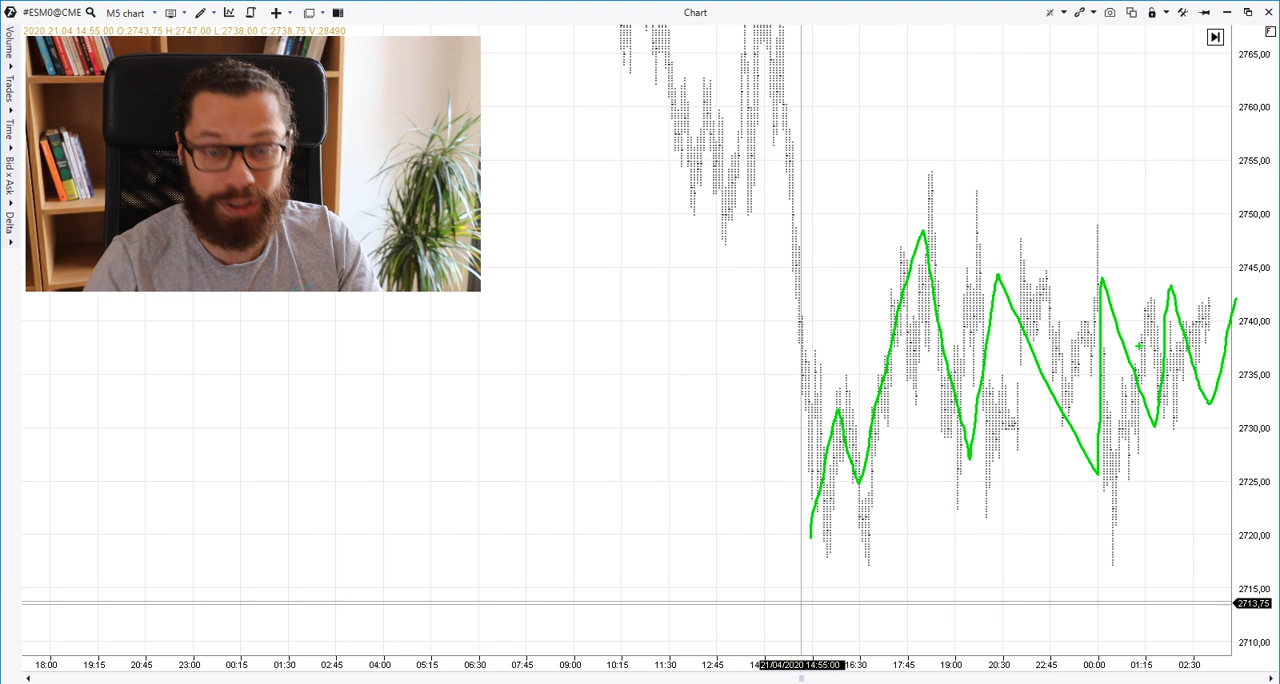 #ESM0@CME M5 chart Chart
2020 21.04 14:55:00 O:2743,75 H:2747,00 L:2738,00 C:2738,75 V:28490
Volume
Trades
Time
Bid x Ask
Delta
F
2765,00
2760,00
2755,00
2750,00
2745,00
2740,00
2735,00
2730,00
2725,00
2720,00
2715,00
2713,75
2710,00
18:00 19:15 20:45 22:00 23:00 00:15 01:30 02:45 04:00 05:15 06:30 07:45 09:00 10:15 11:30 12:45 14 21/04/2020 14:55:00 16:30 17:45 19:00 20:30 22:45 00:00 01:15 02:30